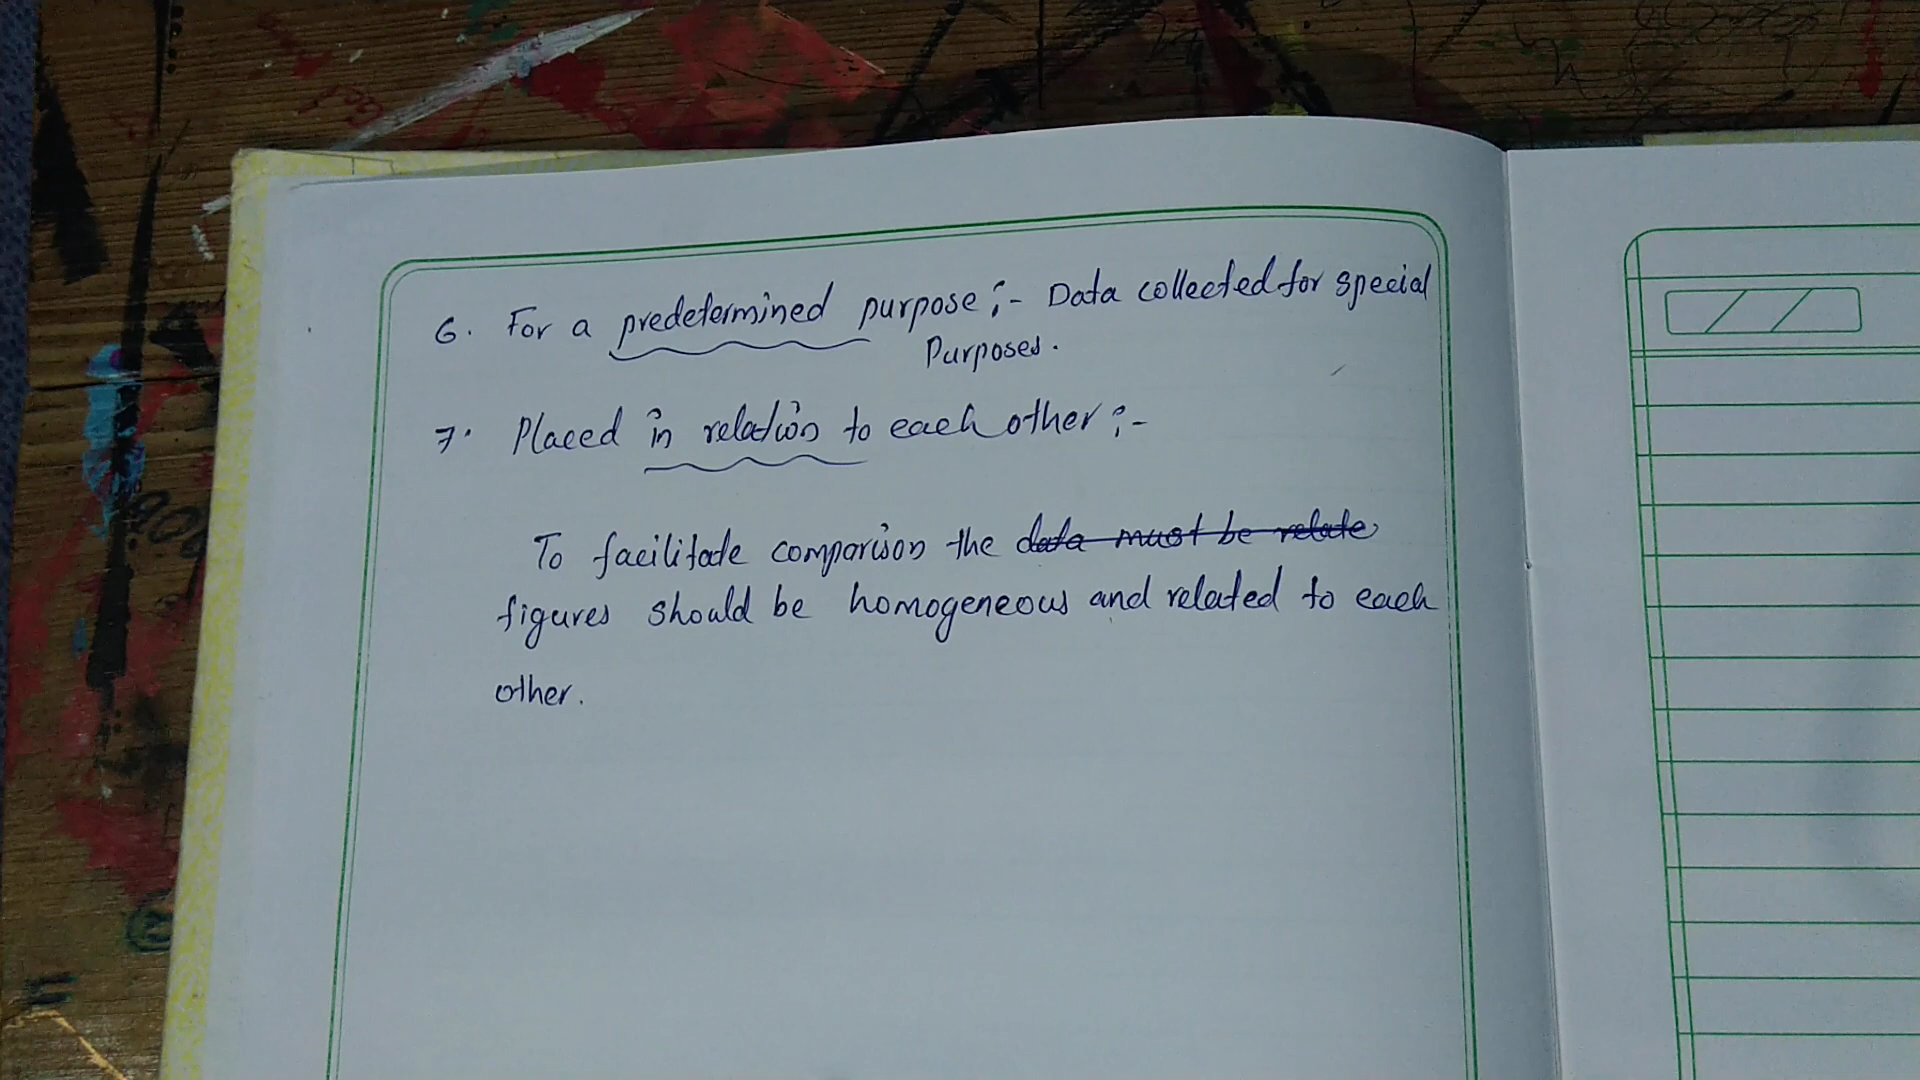 6. For a predetermined purpose ;- Data collected for special
Purposes.
7. Placed in relation to each other ;-
To facilitate comparison the data must be relate
figures should be homogeneous and related to each
other.